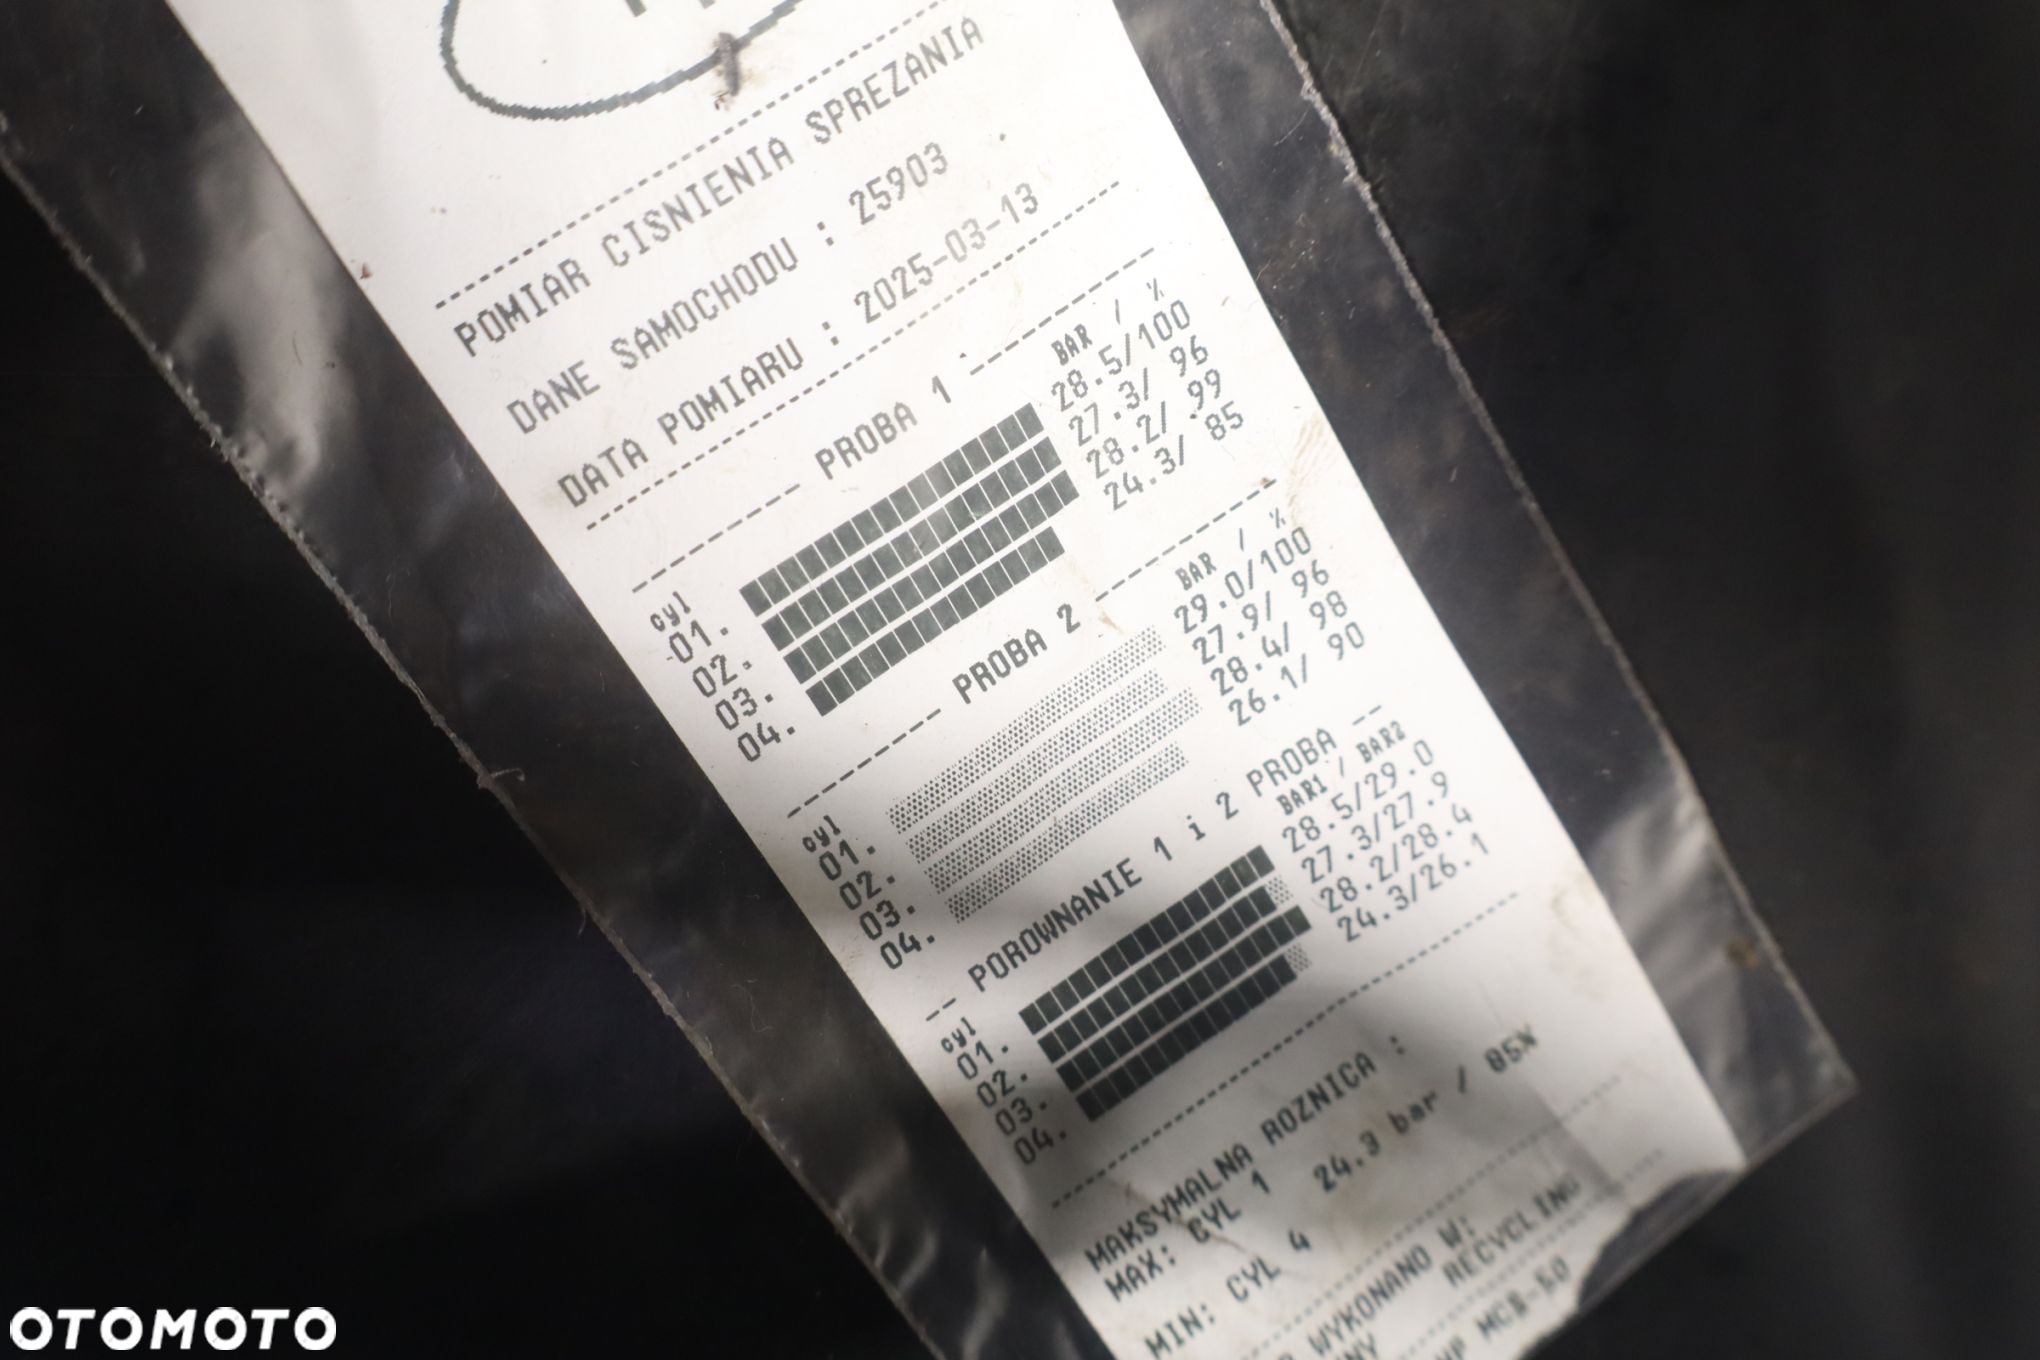 POMIAR CISNIENIA SPREZANIA
DANE SAMOCHODU : 25903
DATA POMIARU : 2025-03-13
PROBA 1
cyl BAR / %
01. 28.5/100
02. 27.3/ 96
03. 28.2/ 99
04. 24.3/ 85
PROBA 2
cyl BAR / %
01. 29.0/100
02. 27.9/ 96
03. 28.4/ 98
04. 26.1/ 90
POROWNANIE 1 i 2 PROBA
cyl BAR1 / BAR2
01. 28.5/29.0
02. 27.3/27.9
03. 28.2/28.4
04. 24.3/26.1
MAKSYMALNA ROZNICA :
MAX: CYL 1
MIN: CYL 4 24.3 bar / 85%
WYKONANO W:
RECYCLING
OTOMOTO